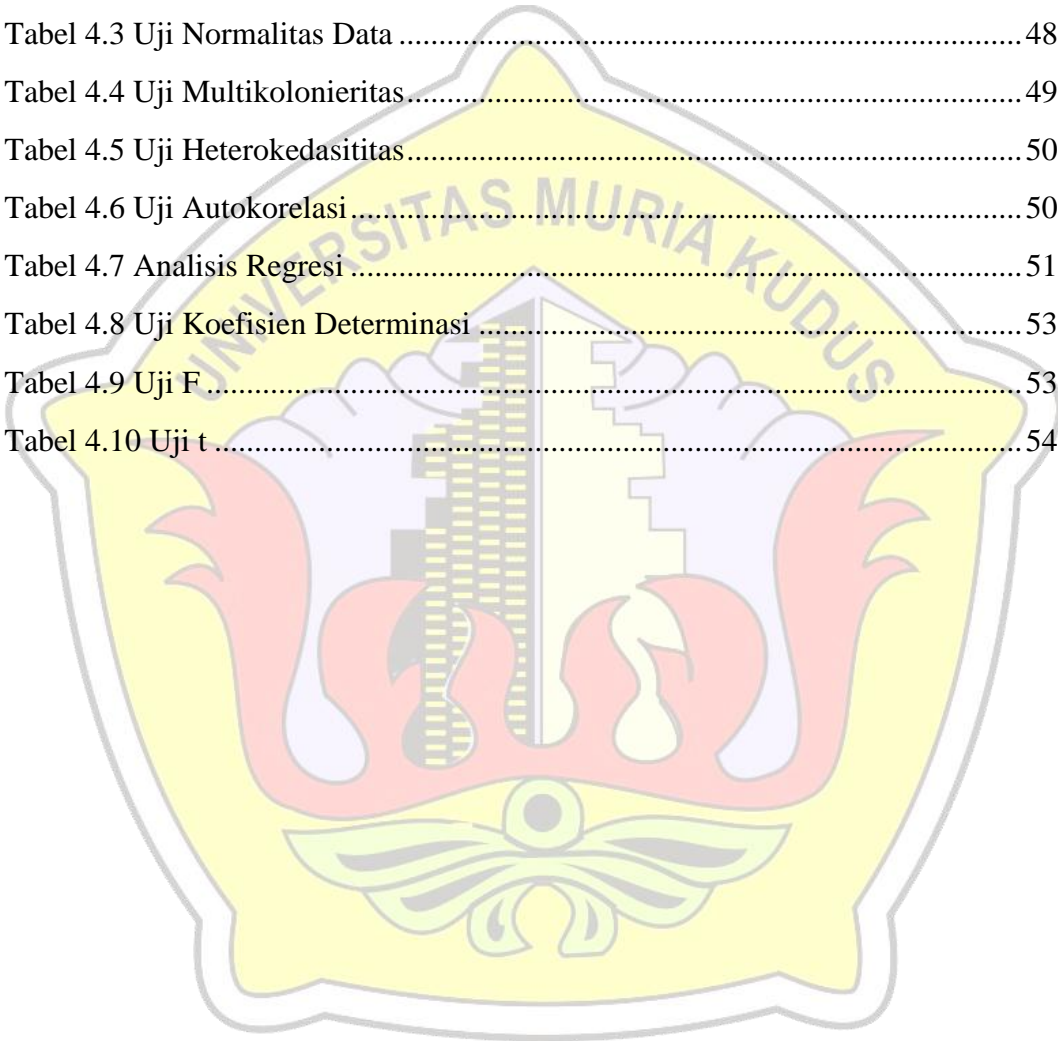 Tabel 4.3 Uji Normalitas Data ................................................................ 48
Tabel 4.4 Uji Multikolonieritas ............................................................... 49
Tabel 4.5 Uji Heterokedasititas ............................................................... 50
Tabel 4.6 Uji Autokorelasi ..................................................................... 50
Tabel 4.7 Analisis Regresi ..................................................................... 51
Tabel 4.8 Uji Koefisien Determinasi ........................................................ 53
Tabel 4.9 Uji F ..................................................................................... 53
Tabel 4.10 Uji t .................................................................................... 54
UNIVERSITAS MURIA KUDUS